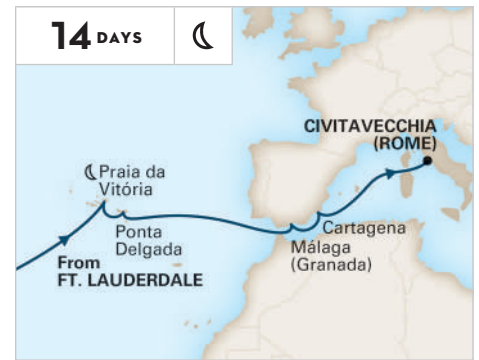 14 DAYS
CIVITAVECCHIA
(ROME)
Praia da
Vitória
Ponta
Delgada
Cartagena
Málaga
(Granada)
From
FT. LAUDERDALE